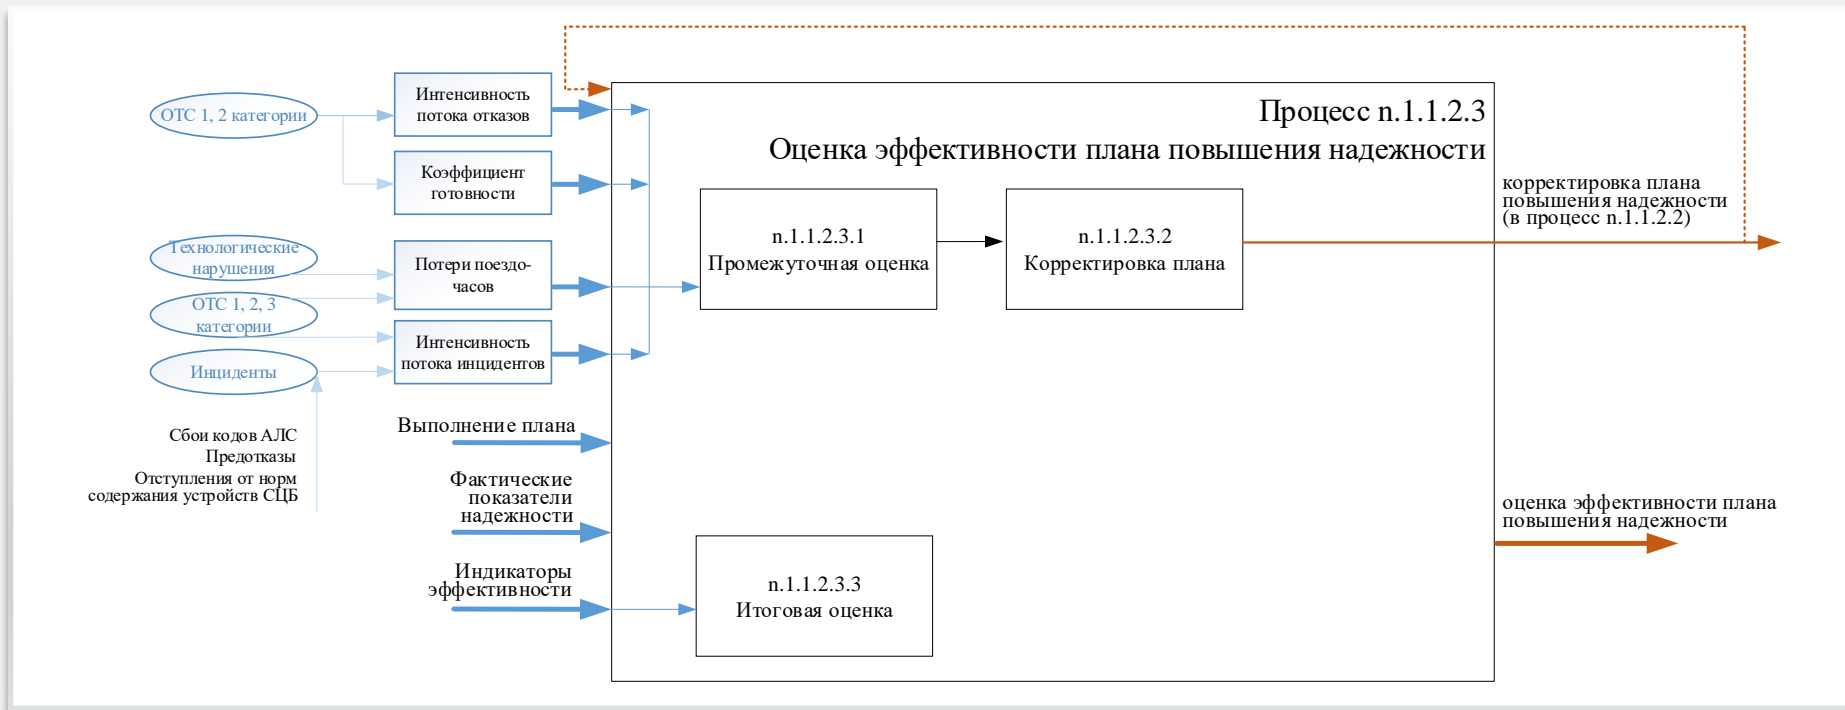 Процесс n.1.1.2.3
Оценка эффективности плана повышения надежности
ОТС 1, 2 категории
Интенсивность
потока отказов
Коэффициент
готовности
Технологические
нарушения
ОТС 1, 2, 3
категории
Инциденты
Потери поездо-
часов
Интенсивность
потока инцидентов
Сбои кодов АЛС
Предотказы
Отступления от норм
содержания устройств СЦБ
Выполнение плана
Фактические
показатели
надежности
Индикаторы
эффективности
n.1.1.2.3.1
Промежуточная оценка
n.1.1.2.3.2
Корректировка плана
n.1.1.2.3.3
Итоговая оценка
корректировка плана
повышения надежности
(в процесс n.1.1.2.2)
оценка эффективности плана
повышения надежности